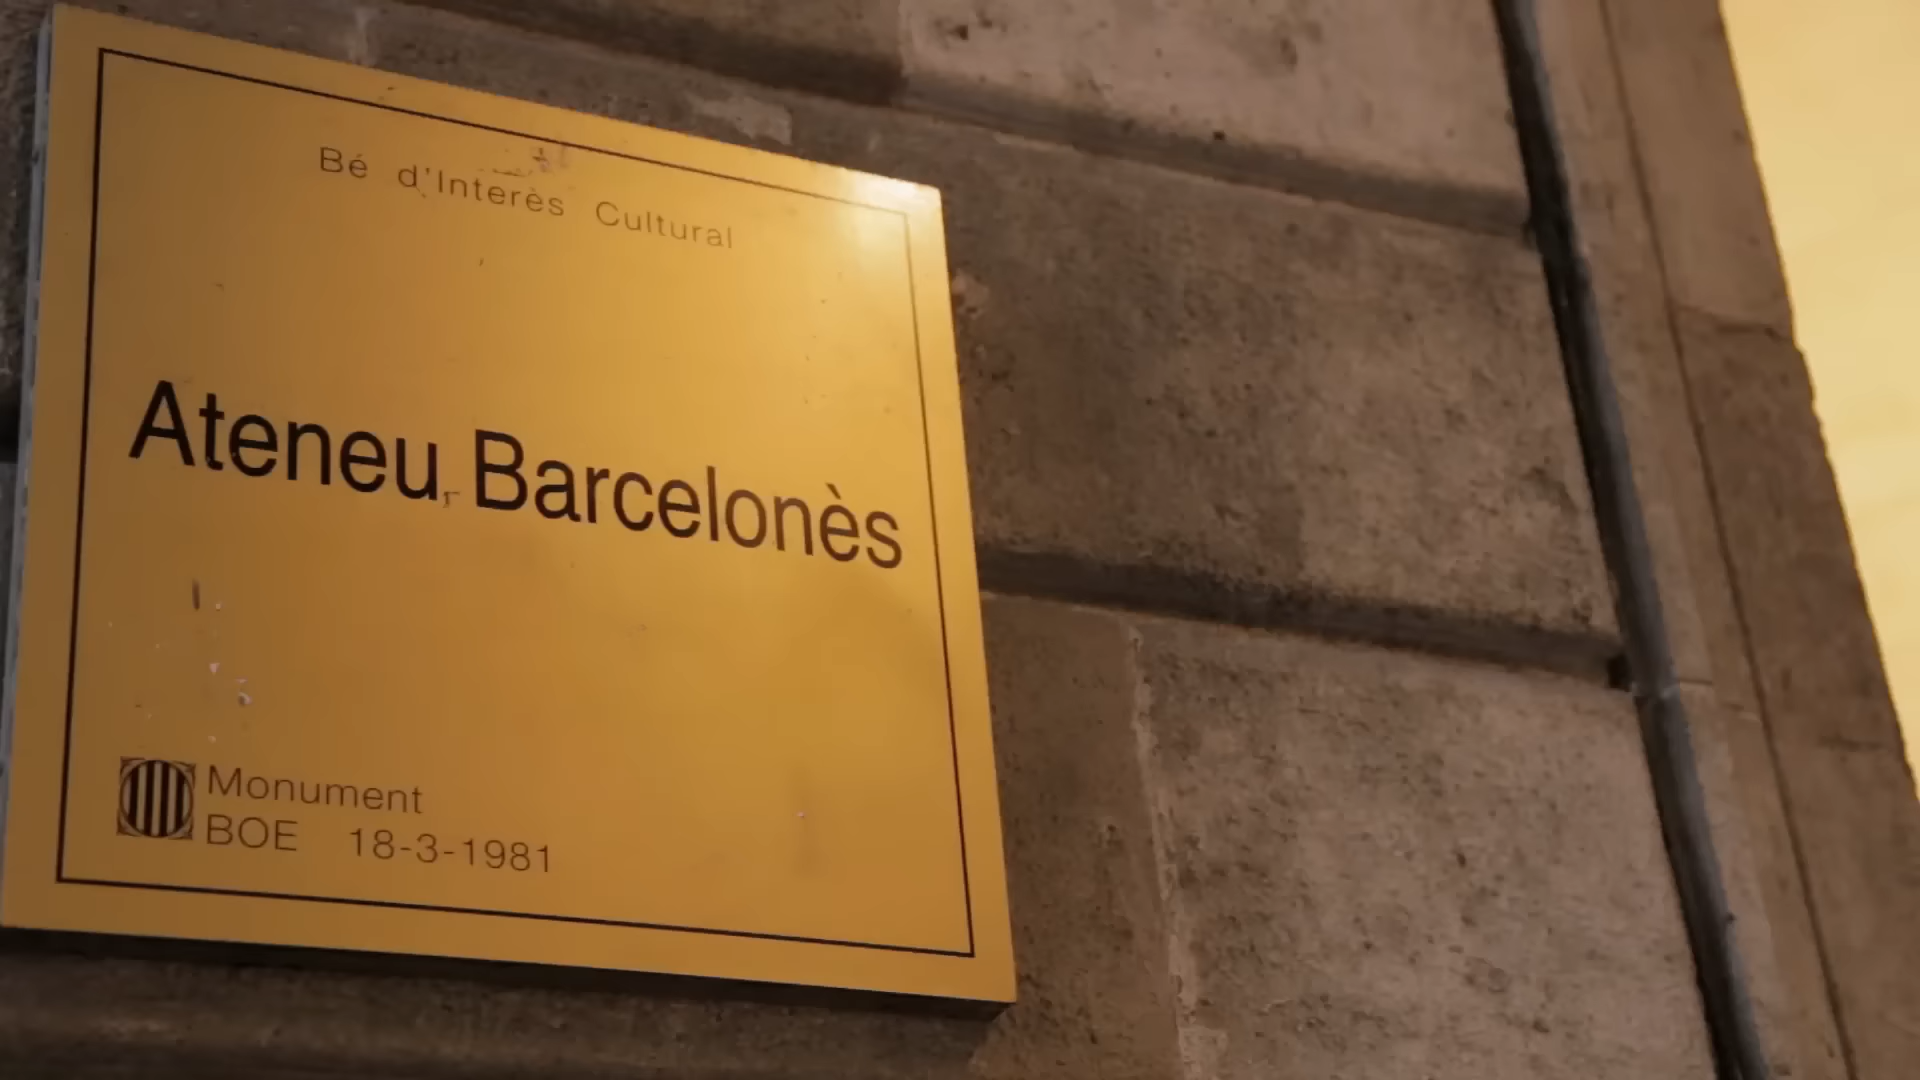 Bé d'Interès Cultural
Ateneu Barcelonès
Monument
BOE 18-3-1981